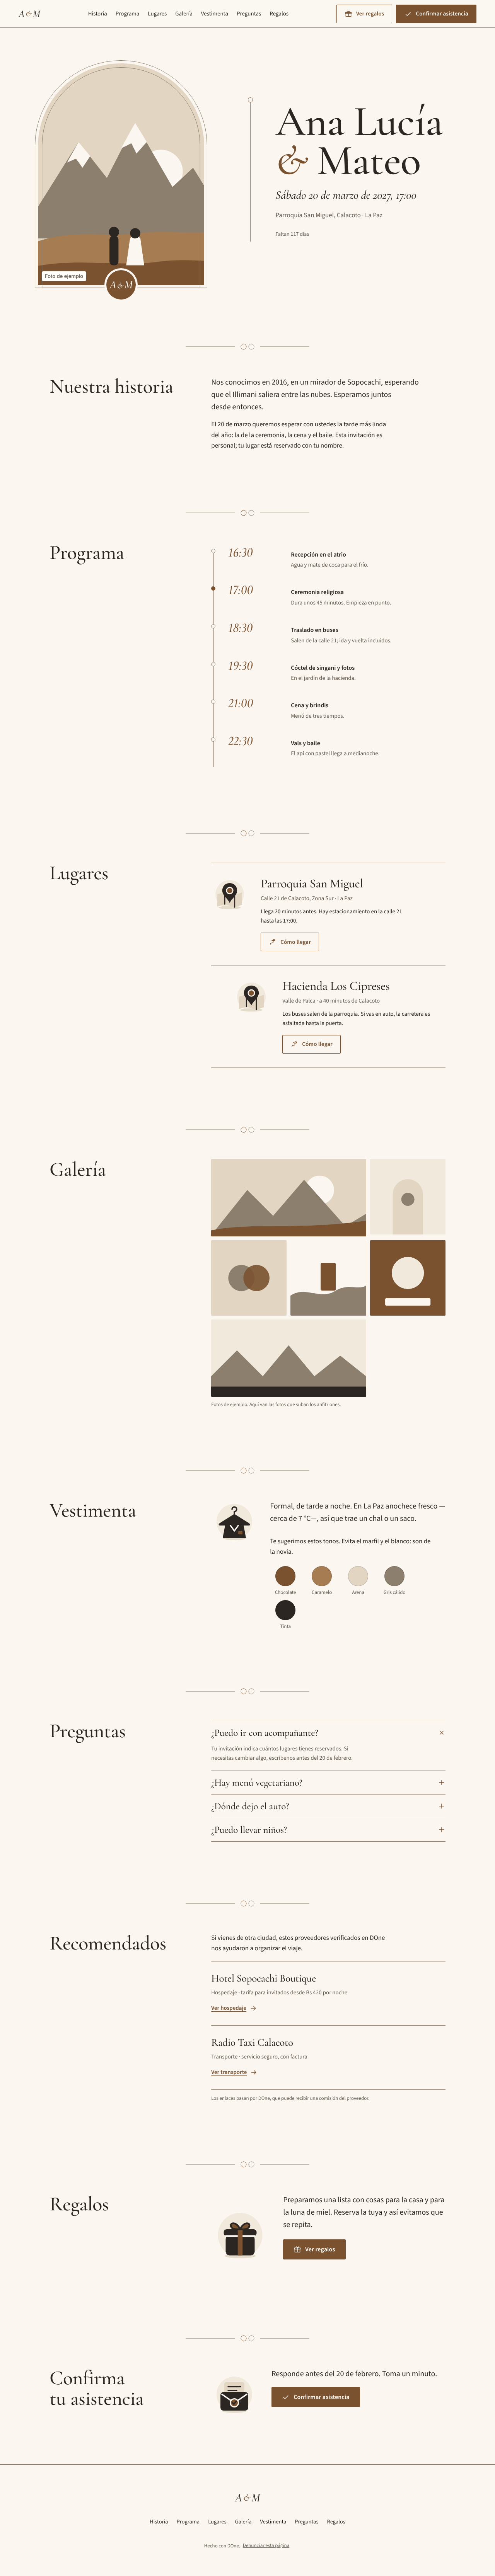 A & M
Historia Programa Lugares Galería Vestimenta Preguntas Regalos
Ver regalos
Confirmar asistencia
Ana Lucía
& Mateo
Sábado 20 de marzo de 2027, 17:00
Parroquia San Miguel, Calacoto · La Paz
Faltan 117 días
Foto de ejemplo
A & M
Nuestra historia
Nos conocimos en 2016, en un mirador de Sopocachi, esperando
que el Illimani saliera entre las nubes. Esperamos juntos
desde entonces.
El 20 de marzo queremos esperar con ustedes la tarde más linda
del año: la de la ceremonia, la cena y el baile. Esta invitación es
personal; tu lugar está reservado con tu nombre.
Programa
16:30
Recepción en el atrio
Agua y mate de coca para el frío.
17:00
Ceremonia religiosa
Dura unos 45 minutos. Empieza en punto.
18:30
Traslado en buses
Salen de la calle 21; ida y vuelta incluidos.
19:30
Cóctel de singani y fotos
En el jardín de la hacienda.
21:00
Cena y brindis
Menú de tres tiempos.
22:30
Vals y baile
El api con pastel llega a medianoche.
Lugares
Parroquia San Miguel
Calle 21 de Calacoto, Zona Sur · La Paz
Llega 20 minutos antes. Hay estacionamiento en la calle 21
hasta las 17:00.
Cómo llegar
Hacienda Los Cipreses
Valle de Palca · a 40 minutos de Calacoto
Los buses salen de la parroquia. Si vas en auto, la carretera es
asfaltada hasta la puerta.
Cómo llegar
Galería
Fotos de ejemplo. Aquí van las fotos que suban los anfitriones.
Vestimenta
Formal, de tarde a noche. En La Paz anochece fresco —
cerca de 7 °C—, así que trae un chal o un saco.
Te sugerimos estos tonos. Evita el marfil y el blanco: son de
la novia.
Chocolate Caramelo Arena Gris cálido
Tinta
Preguntas
¿Puedo ir con acompañante?
Tu invitación indica cuántos lugares tienes reservados. Si
necesitas cambiar algo, escríbenos antes del 20 de febrero.
¿Hay menú vegetariano?
¿Dónde dejo el auto?
¿Puedo llevar niños?
Recomendados
Si vienes de otra ciudad, estos proveedores verificados en DOne
nos ayudaron a organizar el viaje.
Hotel Sopocachi Boutique
Hospedaje · tarifa para invitados desde Bs 420 por noche
Ver hospedaje
Radio Taxi Calacoto
Transporte · servicio seguro, con factura
Ver transporte
Los enlaces pasan por DOne, que puede recibir una comisión del proveedor.
Regalos
Preparamos una lista con cosas para la casa y para
la luna de miel. Reserva la tuya y así evitamos que
se repita.
Ver regalos
Confirma
tu asistencia
Responde antes del 20 de febrero. Toma un minuto.
Confirmar asistencia
A & M
Historia Programa Lugares Galería Vestimenta Preguntas Regalos
Hecho con DOne. Denunciar esta página